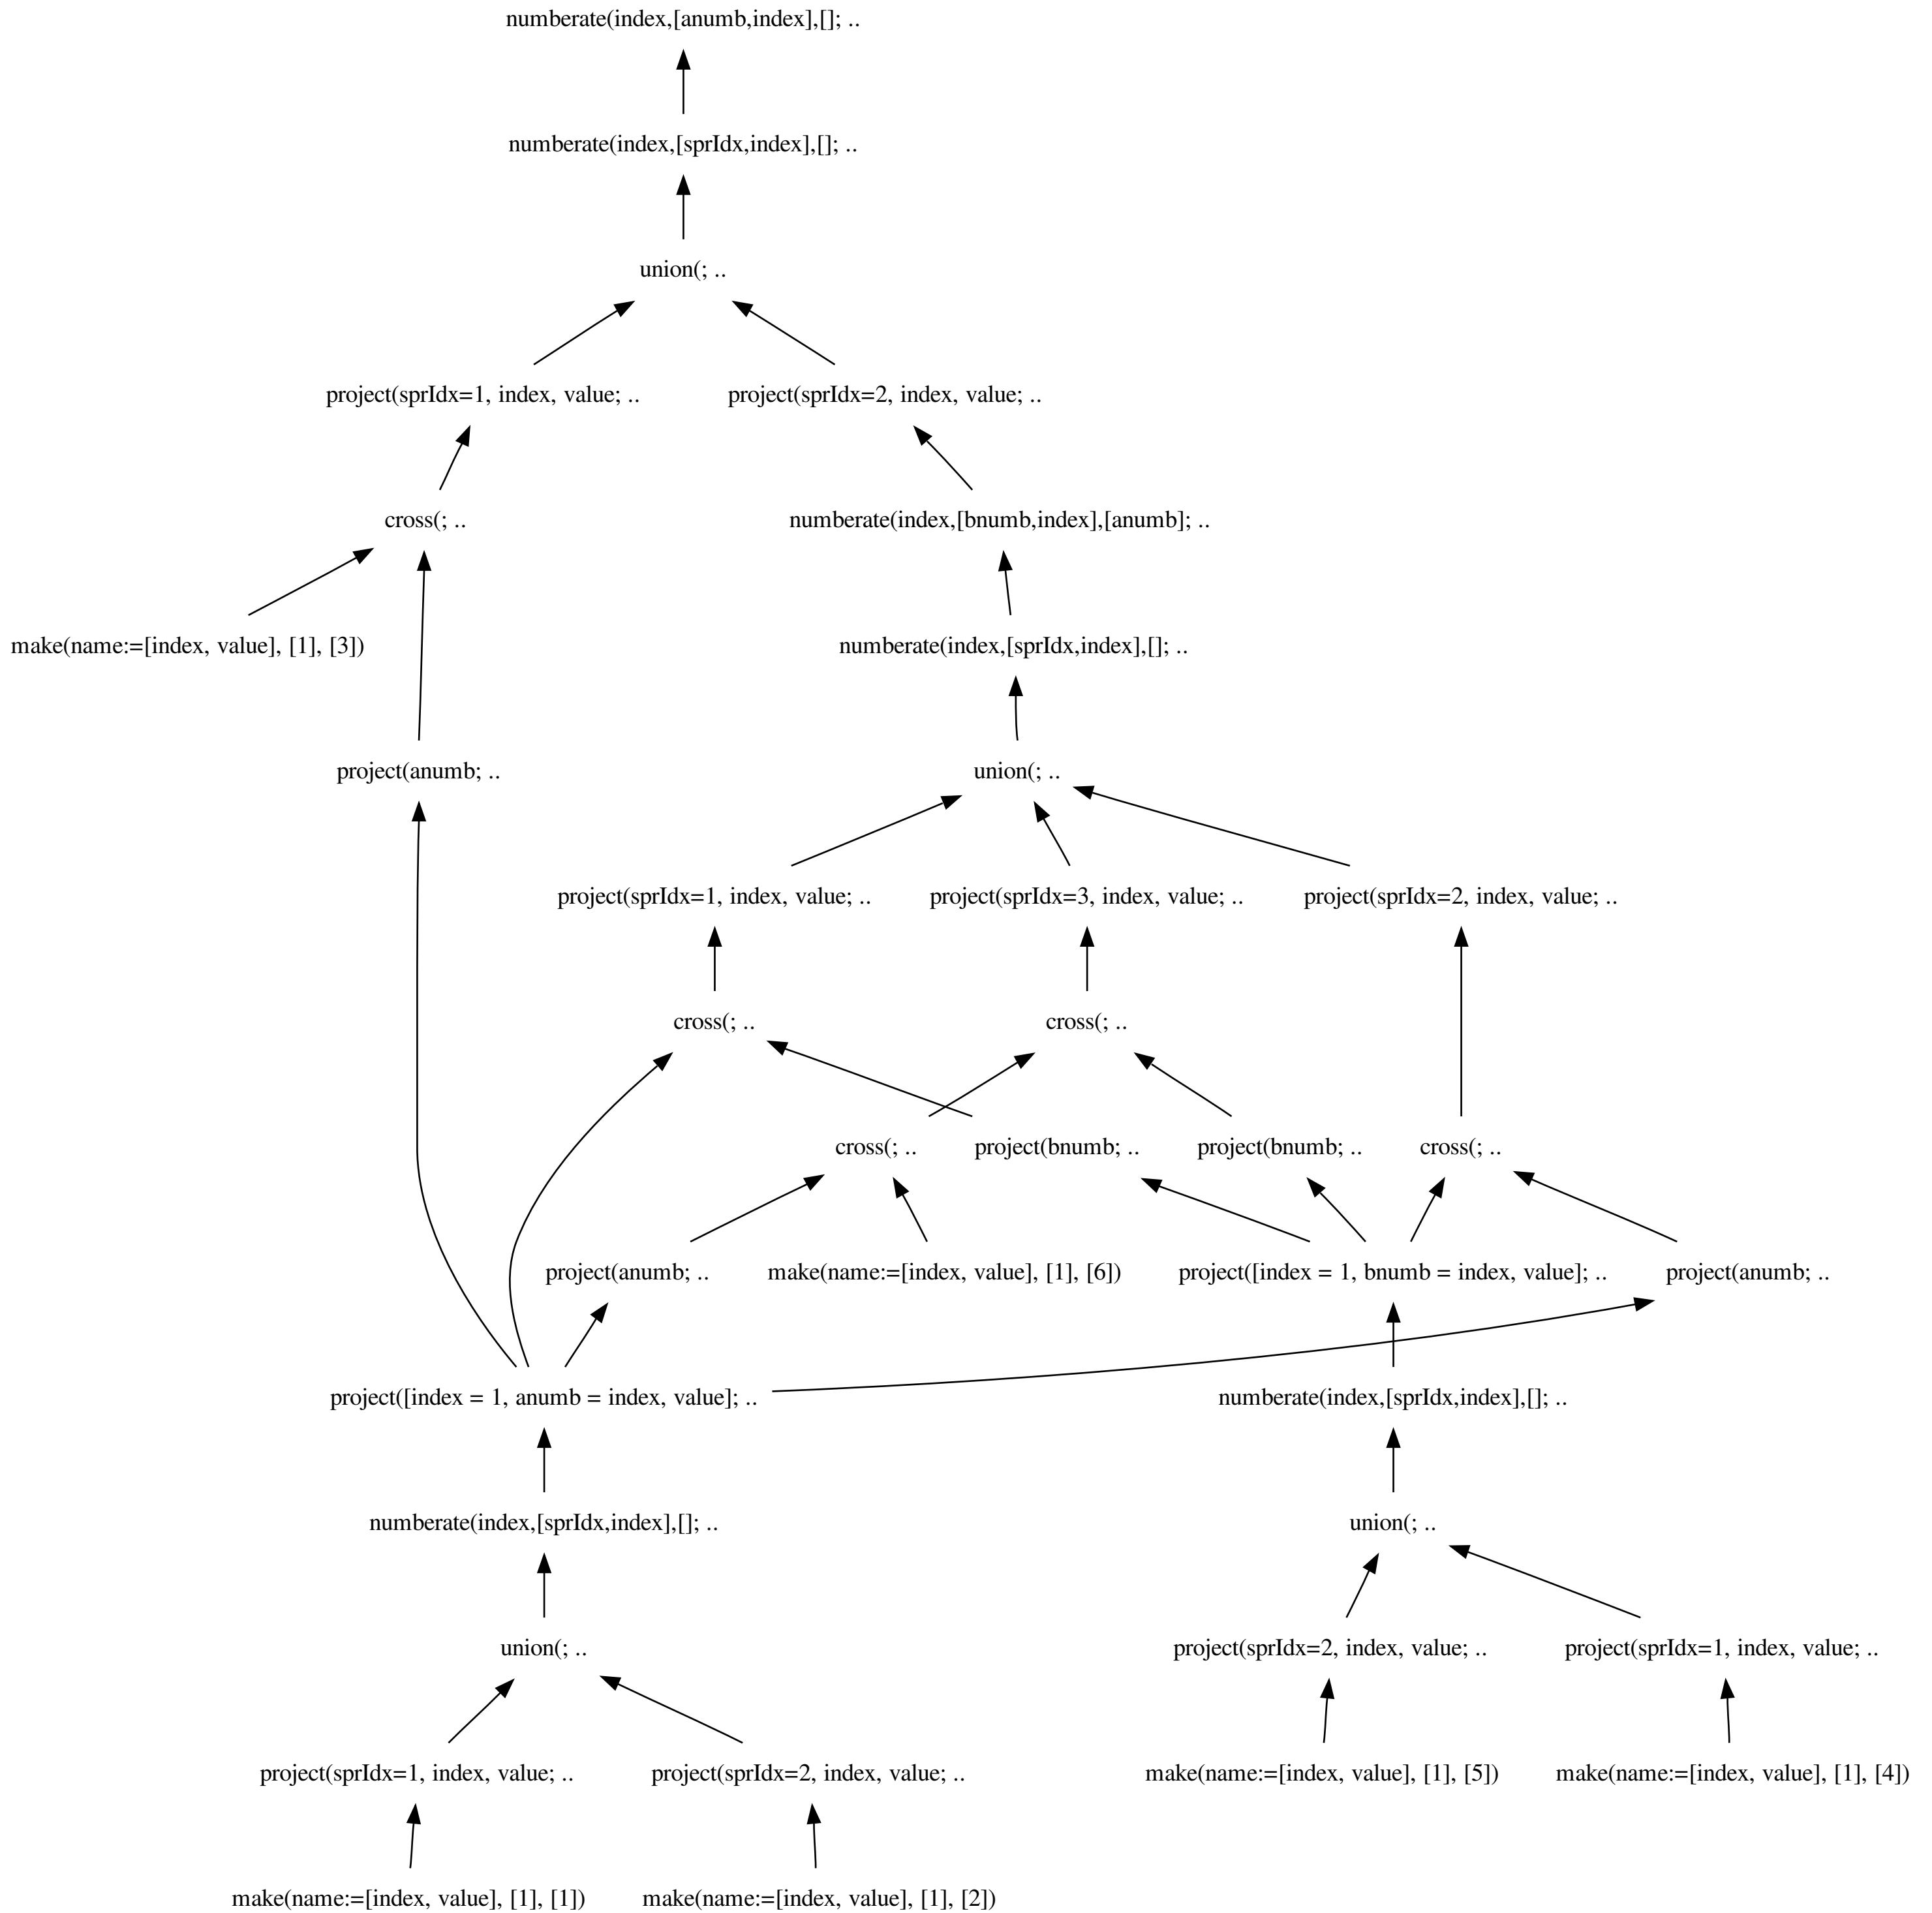 numberate(index,[anumb,index],[]; ..
numberate(index,[sprIdx,index],[]; ..
union(; ..
project(sprIdx=1, index, value; ..
project(sprIdx=2, index, value; ..
cross(; ..
numberate(index,[bnumb,index],[anumb]; ..
make(name:=[index, value], [1], [3])
numberate(index,[sprIdx,index],[]; ..
project(anumb; ..
union(; ..
project(sprIdx=1, index, value; ..
project(sprIdx=3, index, value; ..
project(sprIdx=2, index, value; ..
cross(; ..
cross(; ..
cross(; ..
project(bnumb; ..
project(bnumb; ..
cross(; ..
project(anumb; ..
make(name:=[index, value], [1], [6])
project([index = 1, bnumb = index, value]; ..
project(anumb; ..
project([index = 1, anumb = index, value]; ..
numberate(index,[sprIdx,index],[]; ..
numberate(index,[sprIdx,index],[]; ..
union(; ..
union(; ..
project(sprIdx=2, index, value; ..
project(sprIdx=1, index, value; ..
project(sprIdx=1, index, value; ..
project(sprIdx=2, index, value; ..
make(name:=[index, value], [1], [5])
make(name:=[index, value], [1], [4])
make(name:=[index, value], [1], [1])
make(name:=[index, value], [1], [2])